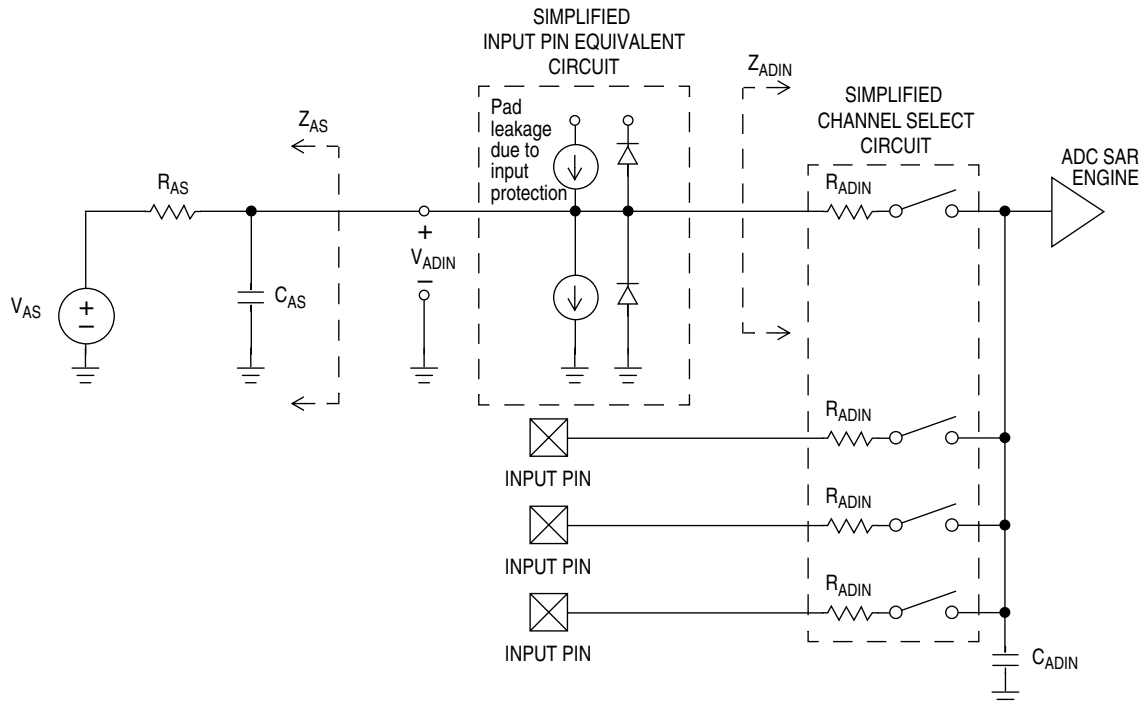 SIMPLIFIED
INPUT PIN EQUIVALENT
CIRCUIT
Pad
leakage
due to
input
protection
Z_ADIN
SIMPLIFIED
CHANNEL SELECT
CIRCUIT
ADC SAR
ENGINE
Z_AS
R_AS
R_ADIN
+
V_ADIN
–
V_AS
+
–
C_AS
R_ADIN
INPUT PIN
R_ADIN
INPUT PIN
R_ADIN
INPUT PIN
C_ADIN